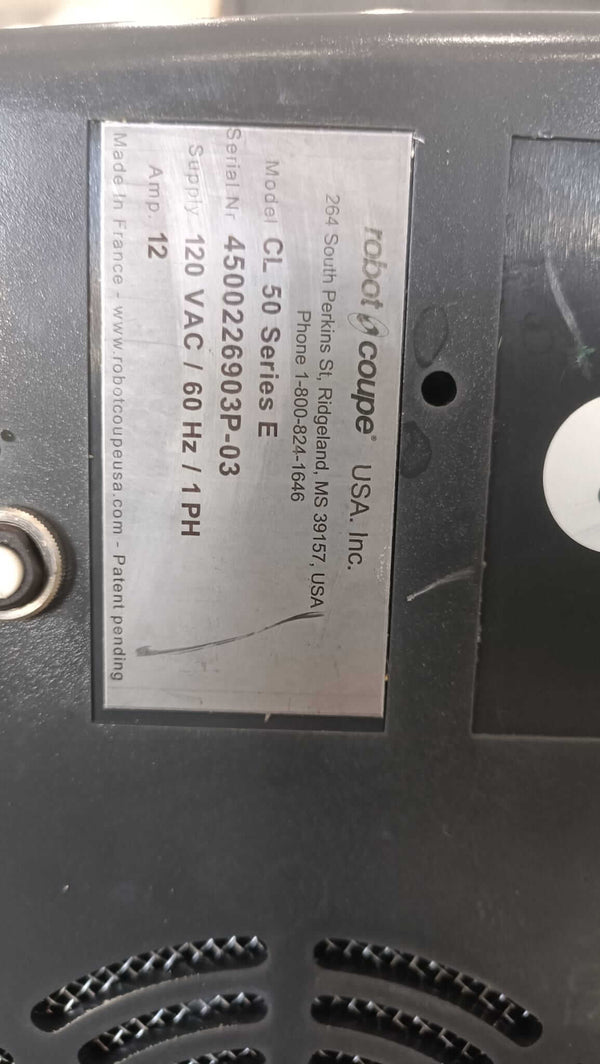 robot coupe® USA. Inc.
264 South Perkins St, Ridgeland, MS 39157, USA
Phone 1-800-824-1646
Model CL 50 Series E
Serial Nr 4500226903P-03
Supply 120 VAC / 60 Hz / 1 PH
Amp. 12
Made In France - www.robotcoupeusa.com - Patent pending